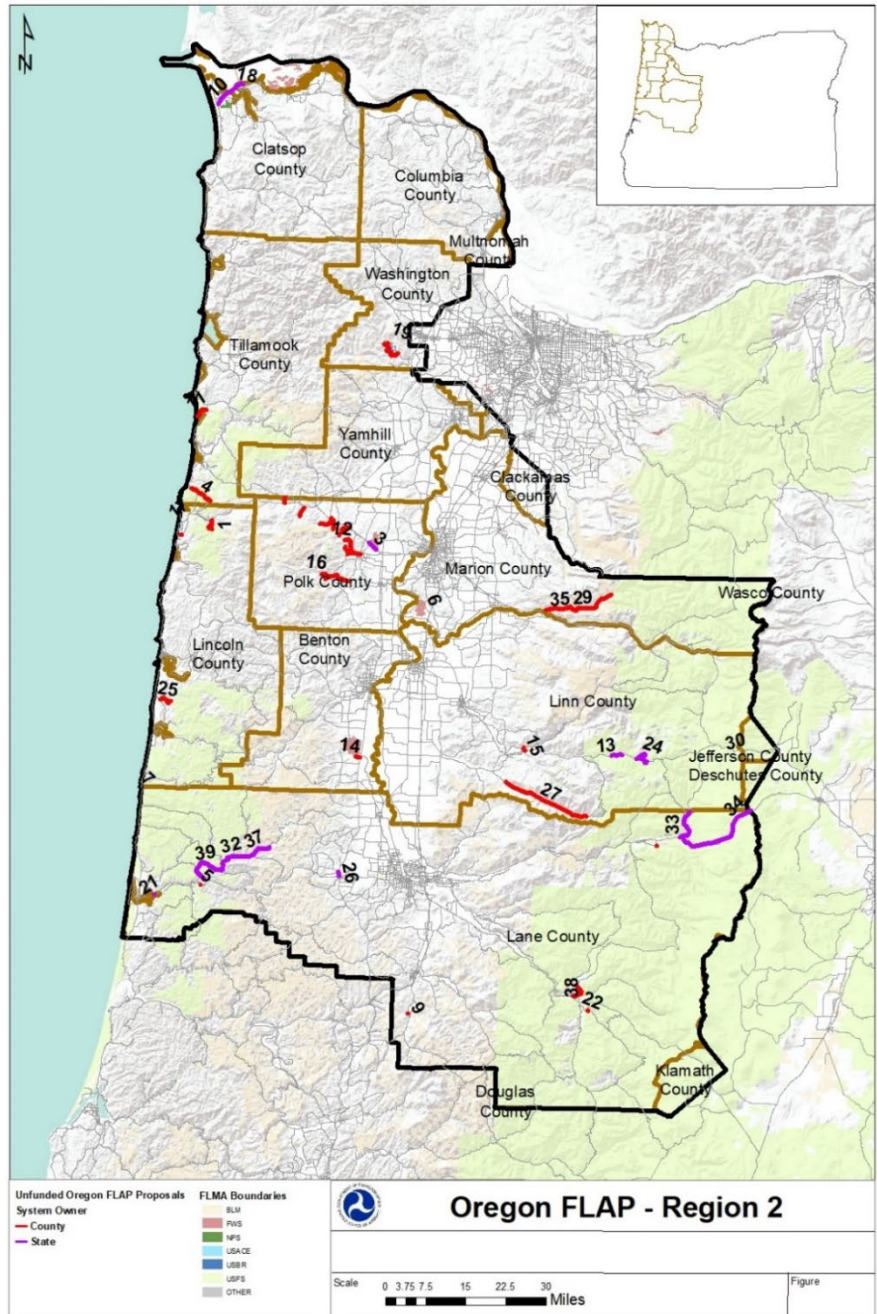 Z
10 18
Clatsop
County
Columbia
County
Multnomah
County
Washington
County
19
Tillamook
County
Yamhill
County
Clackamas
County
4
1
12
3
16
Polk County
Marion County
6
35 29
Wasco County
Lincoln
County
Benton
County
25
Linn County
14
15
13 24
30
Jefferson County
Deschutes County
7
27
34
33
39 32 37
5
26
21
Lane County
38
22
9
Klamath
County
Douglas
County
Unfunded Oregon FLAP Proposals
System Owner
County
State
FLMA Boundaries
BLM
FWS
NPS
USACE
USBR
USFS
OTHER
Oregon FLAP - Region 2
Scale
0 3.75 7.5 15 22.5 30
Miles
Figure